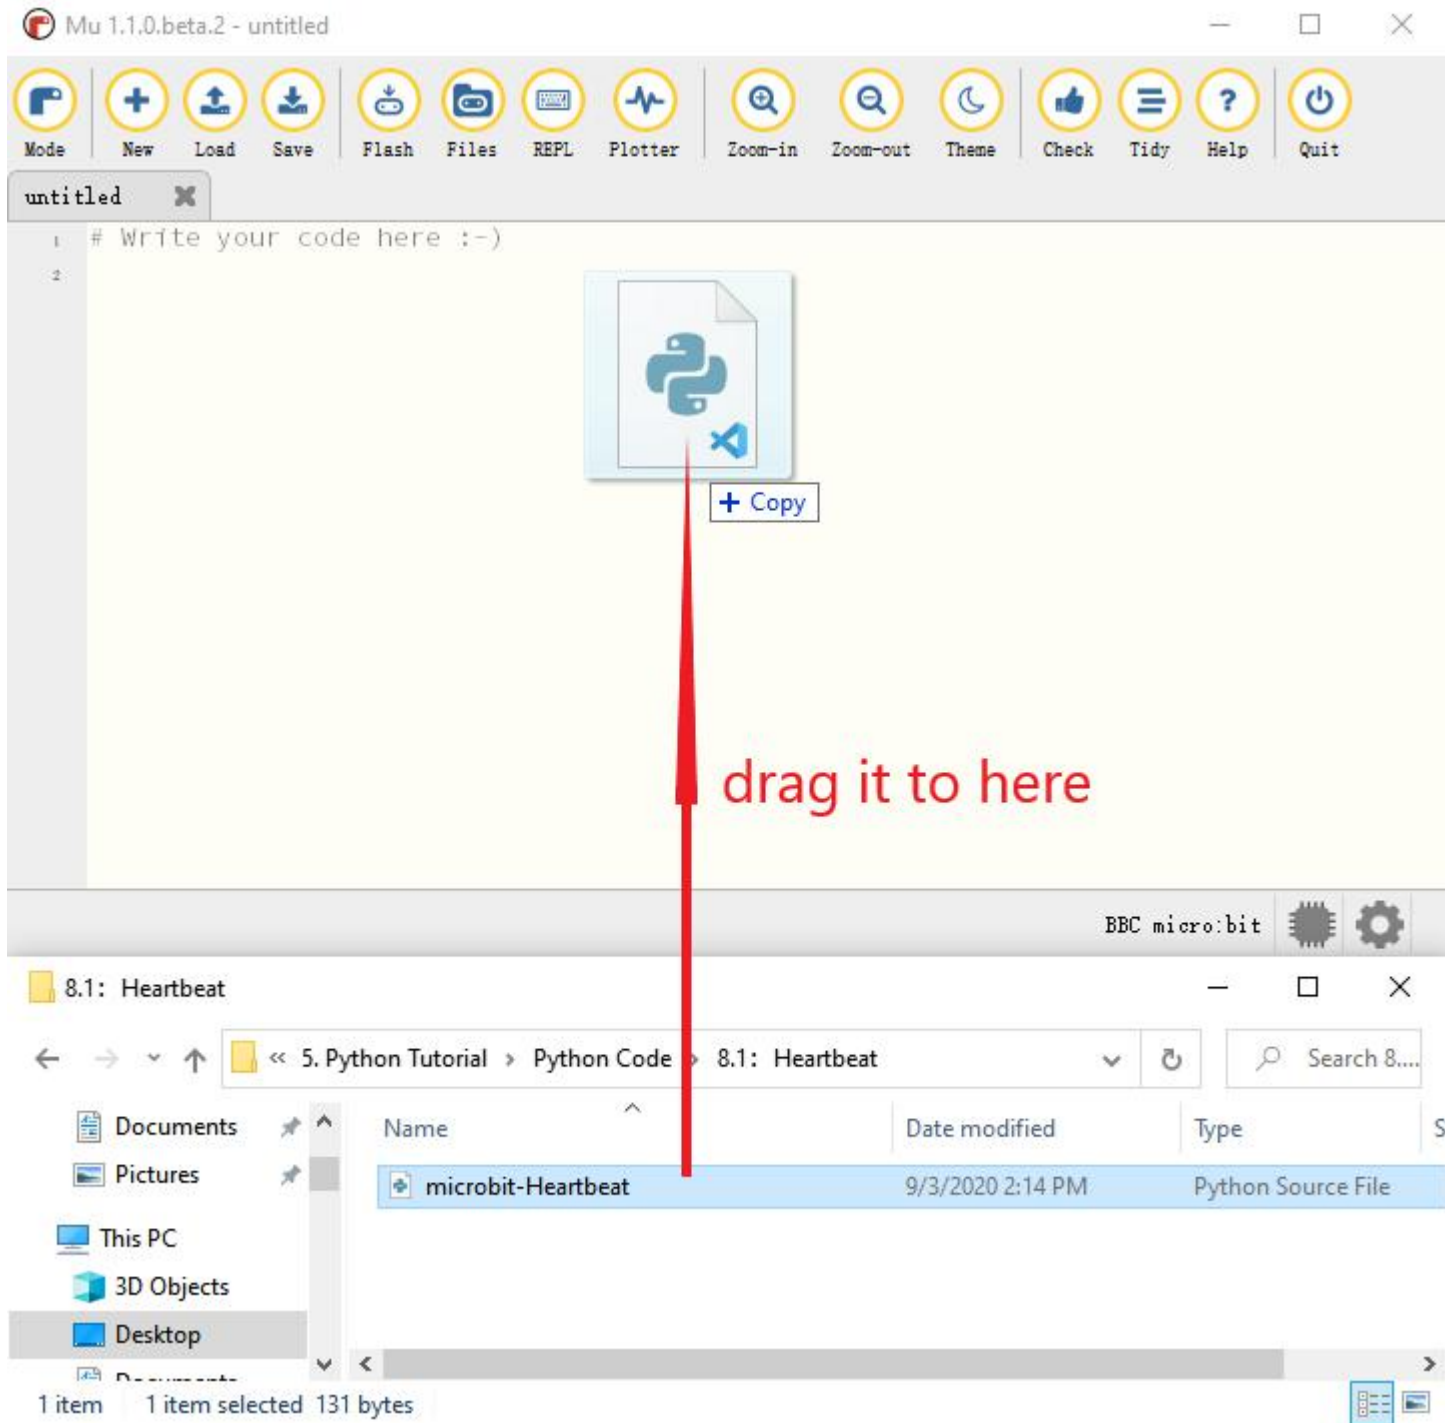 Mu 1.1.0.beta.2 - untitled
Mode New Load Save Flash Files REPL Plotter Zoom-in Zoom-out Theme Check Tidy Help Quit
untitled
1 # Write your code here :-)
2
+ Copy
drag it to here
BBC micro:bit
8.1: Heartbeat
« 5. Python Tutorial › Python Code › 8.1: Heartbeat Search 8....
Documents Name Date modified Type S
Pictures microbit-Heartbeat 9/3/2020 2:14 PM Python Source File
This PC
3D Objects
Desktop
Documents
1 item 1 item selected 131 bytes